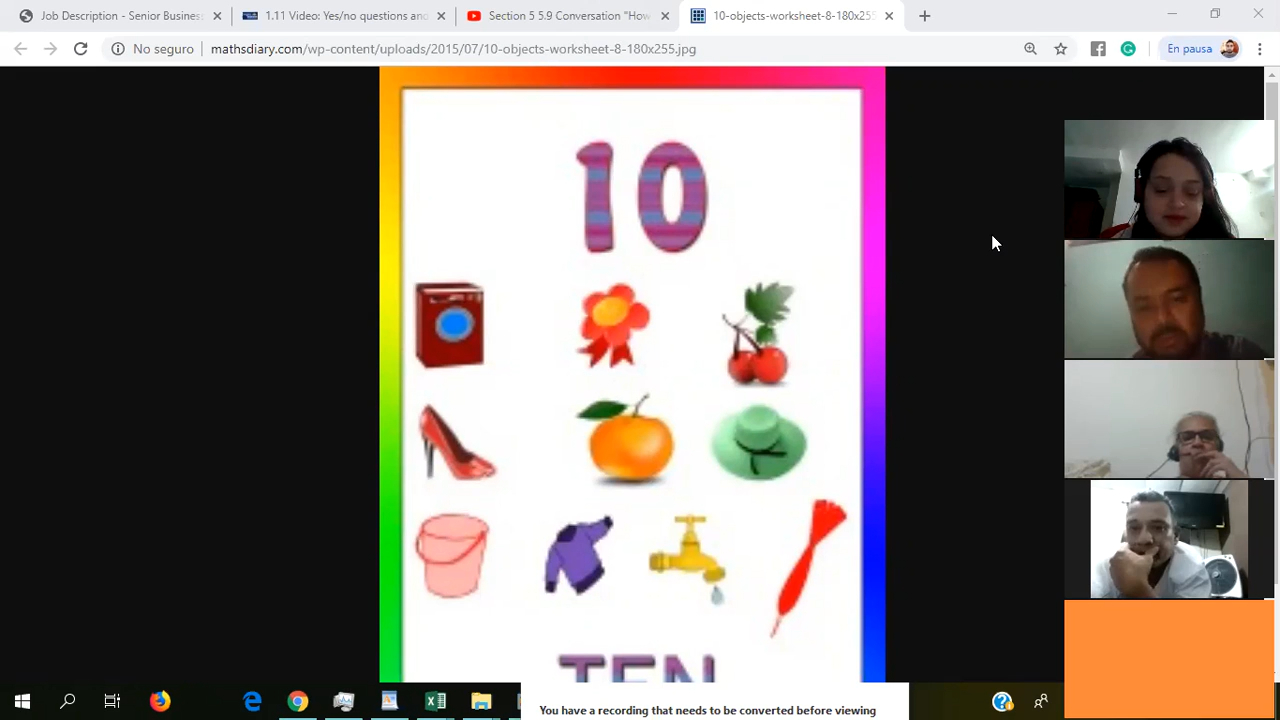 Job Description - Senior Busines
1.11 Video: Yes/no questions and
Section 5 5.9 Conversation "How
10-objects-worksheet-8-180x255
No seguro
mathsdiary.com/wp-content/uploads/2015/07/10-objects-worksheet-8-180x255.jpg
En pausa
10
TEN
You have a recording that needs to be converted before viewing